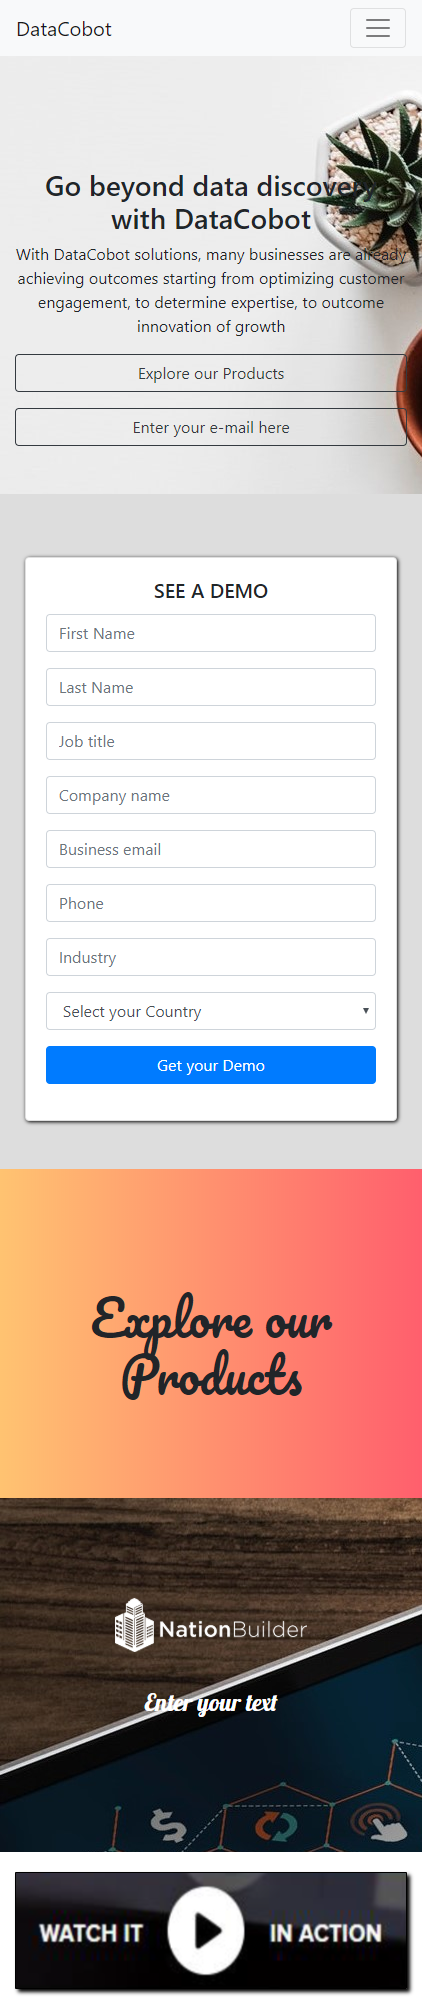 DataCobot
Go beyond data discovery
with DataCobot
With DataCobot solutions, many businesses are already
achieving outcomes starting from optimizing customer
engagement, to determine expertise, to outcome
innovation of growth
Explore our Products
Enter your e-mail here
SEE A DEMO
First Name
Last Name
Job title
Company name
Business email
Phone
Industry
Select your Country
Get your Demo
Explore our
Products
NationBuilder
Enter your text
WATCH IT IN ACTION